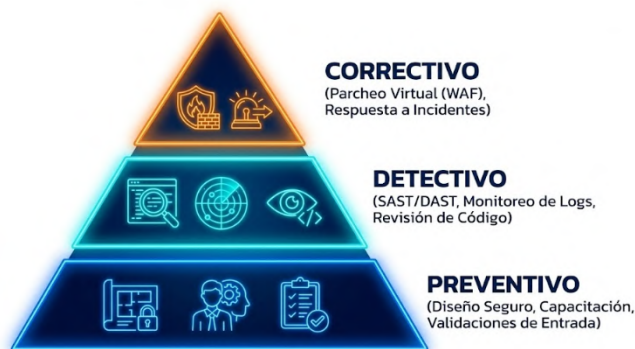 CORRECTIVO
(Parcheo Virtual (WAF),
Respuesta a Incidentes)
DETECTIVO
(SAST/DAST, Monitoreo de Logs,
Revisión de Código)
PREVENTIVO
(Diseño Seguro, Capacitación,
Validaciones de Entrada)